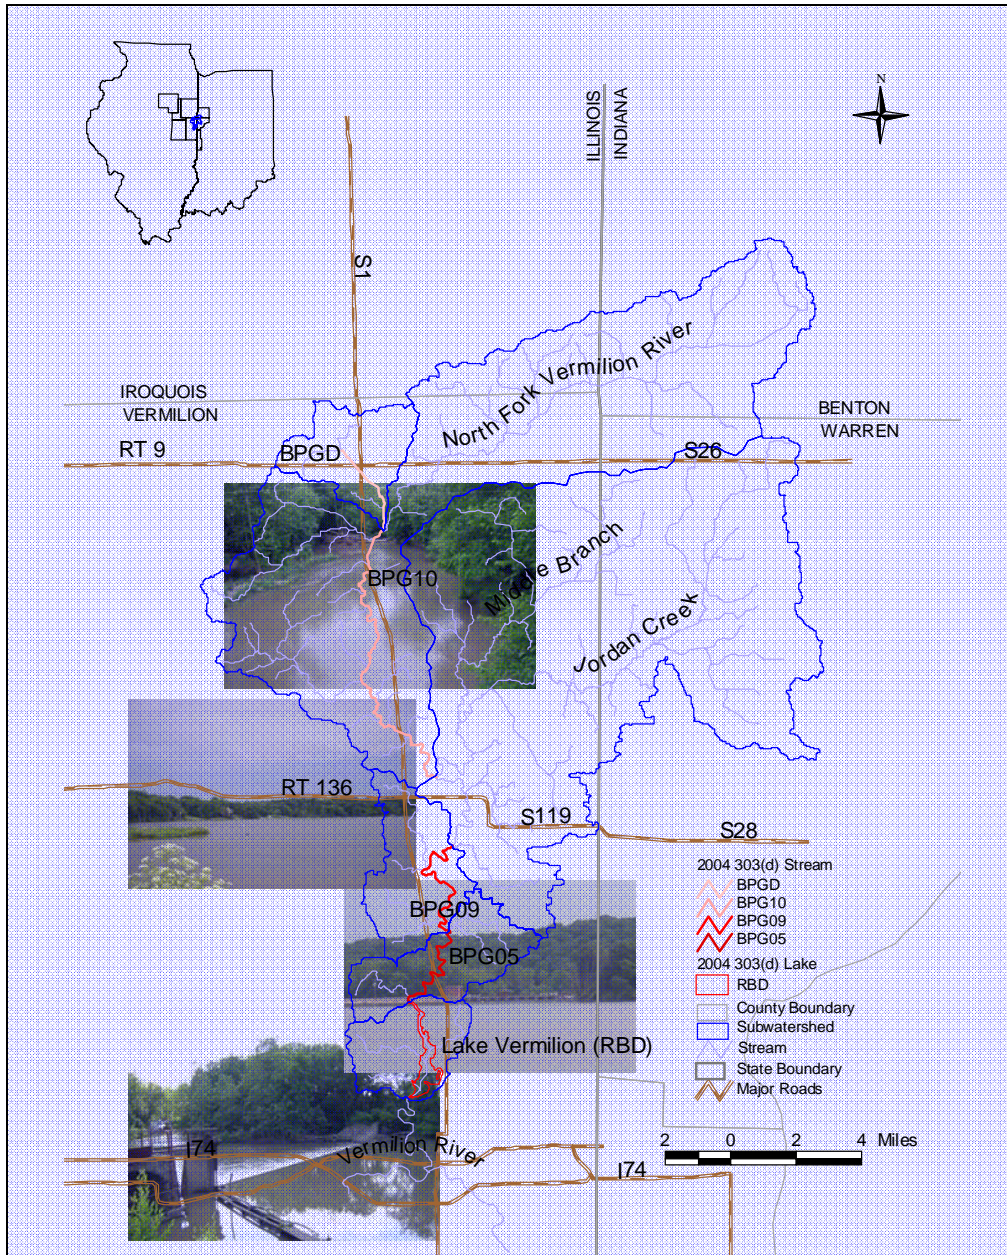 N
ILLINOIS
INDIANA
S1
North Fork Vermilion River
IROQUOIS
VERMILION
BENTON
WARREN
RT 9
BPGD
S26
BPG10
Middle Branch
Jordan Creek
RT 136
S119
S28
2004 303(d) Stream
BPGD
BPG10
BPG09
BPG05
2004 303(d) Lake
RBD
County Boundary
Subwatershed
Stream
State Boundary
Major Roads
BPG09
BPG05
Lake Vermilion (RBD)
Vermilion River
I74
I74
2 0 2 4 Miles